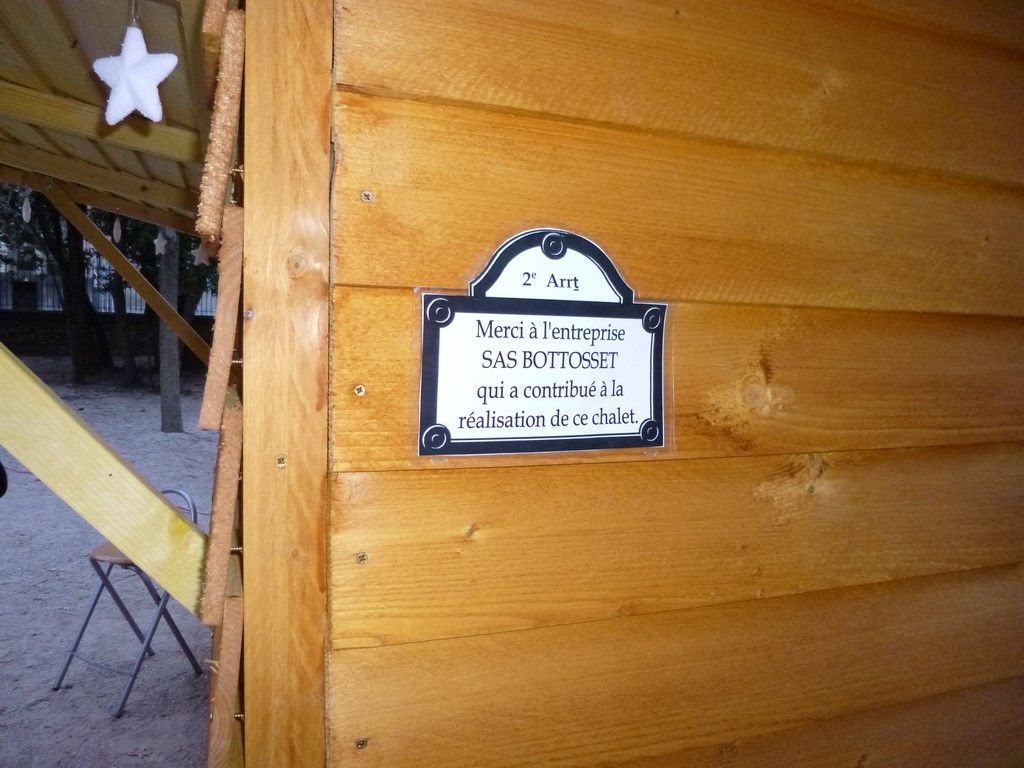 2e Arrt
Merci à l'entreprise
SAS BOTTOSSET
qui a contribué à la
réalisation de ce chalet.